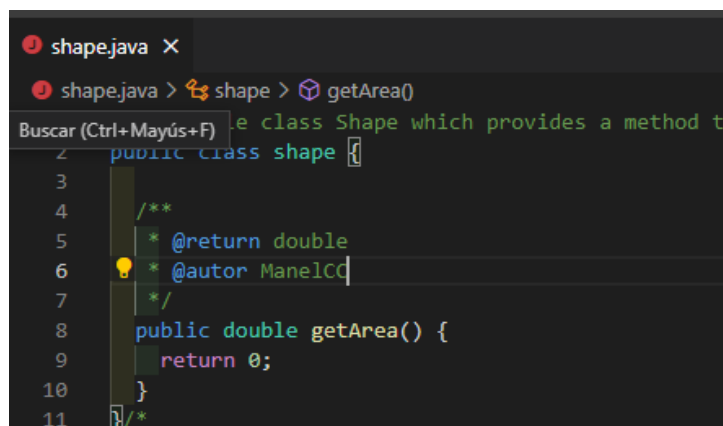 shape.java ×
shape.java > shape > getArea()
Buscar (Ctrl+Mayús+F) class Shape which provides a method
2 public class shape {
3
4 /**
5 * @return double
6 * @autor ManelCC
7 */
8 public double getArea() {
9 return 0;
10 }
11 }/*